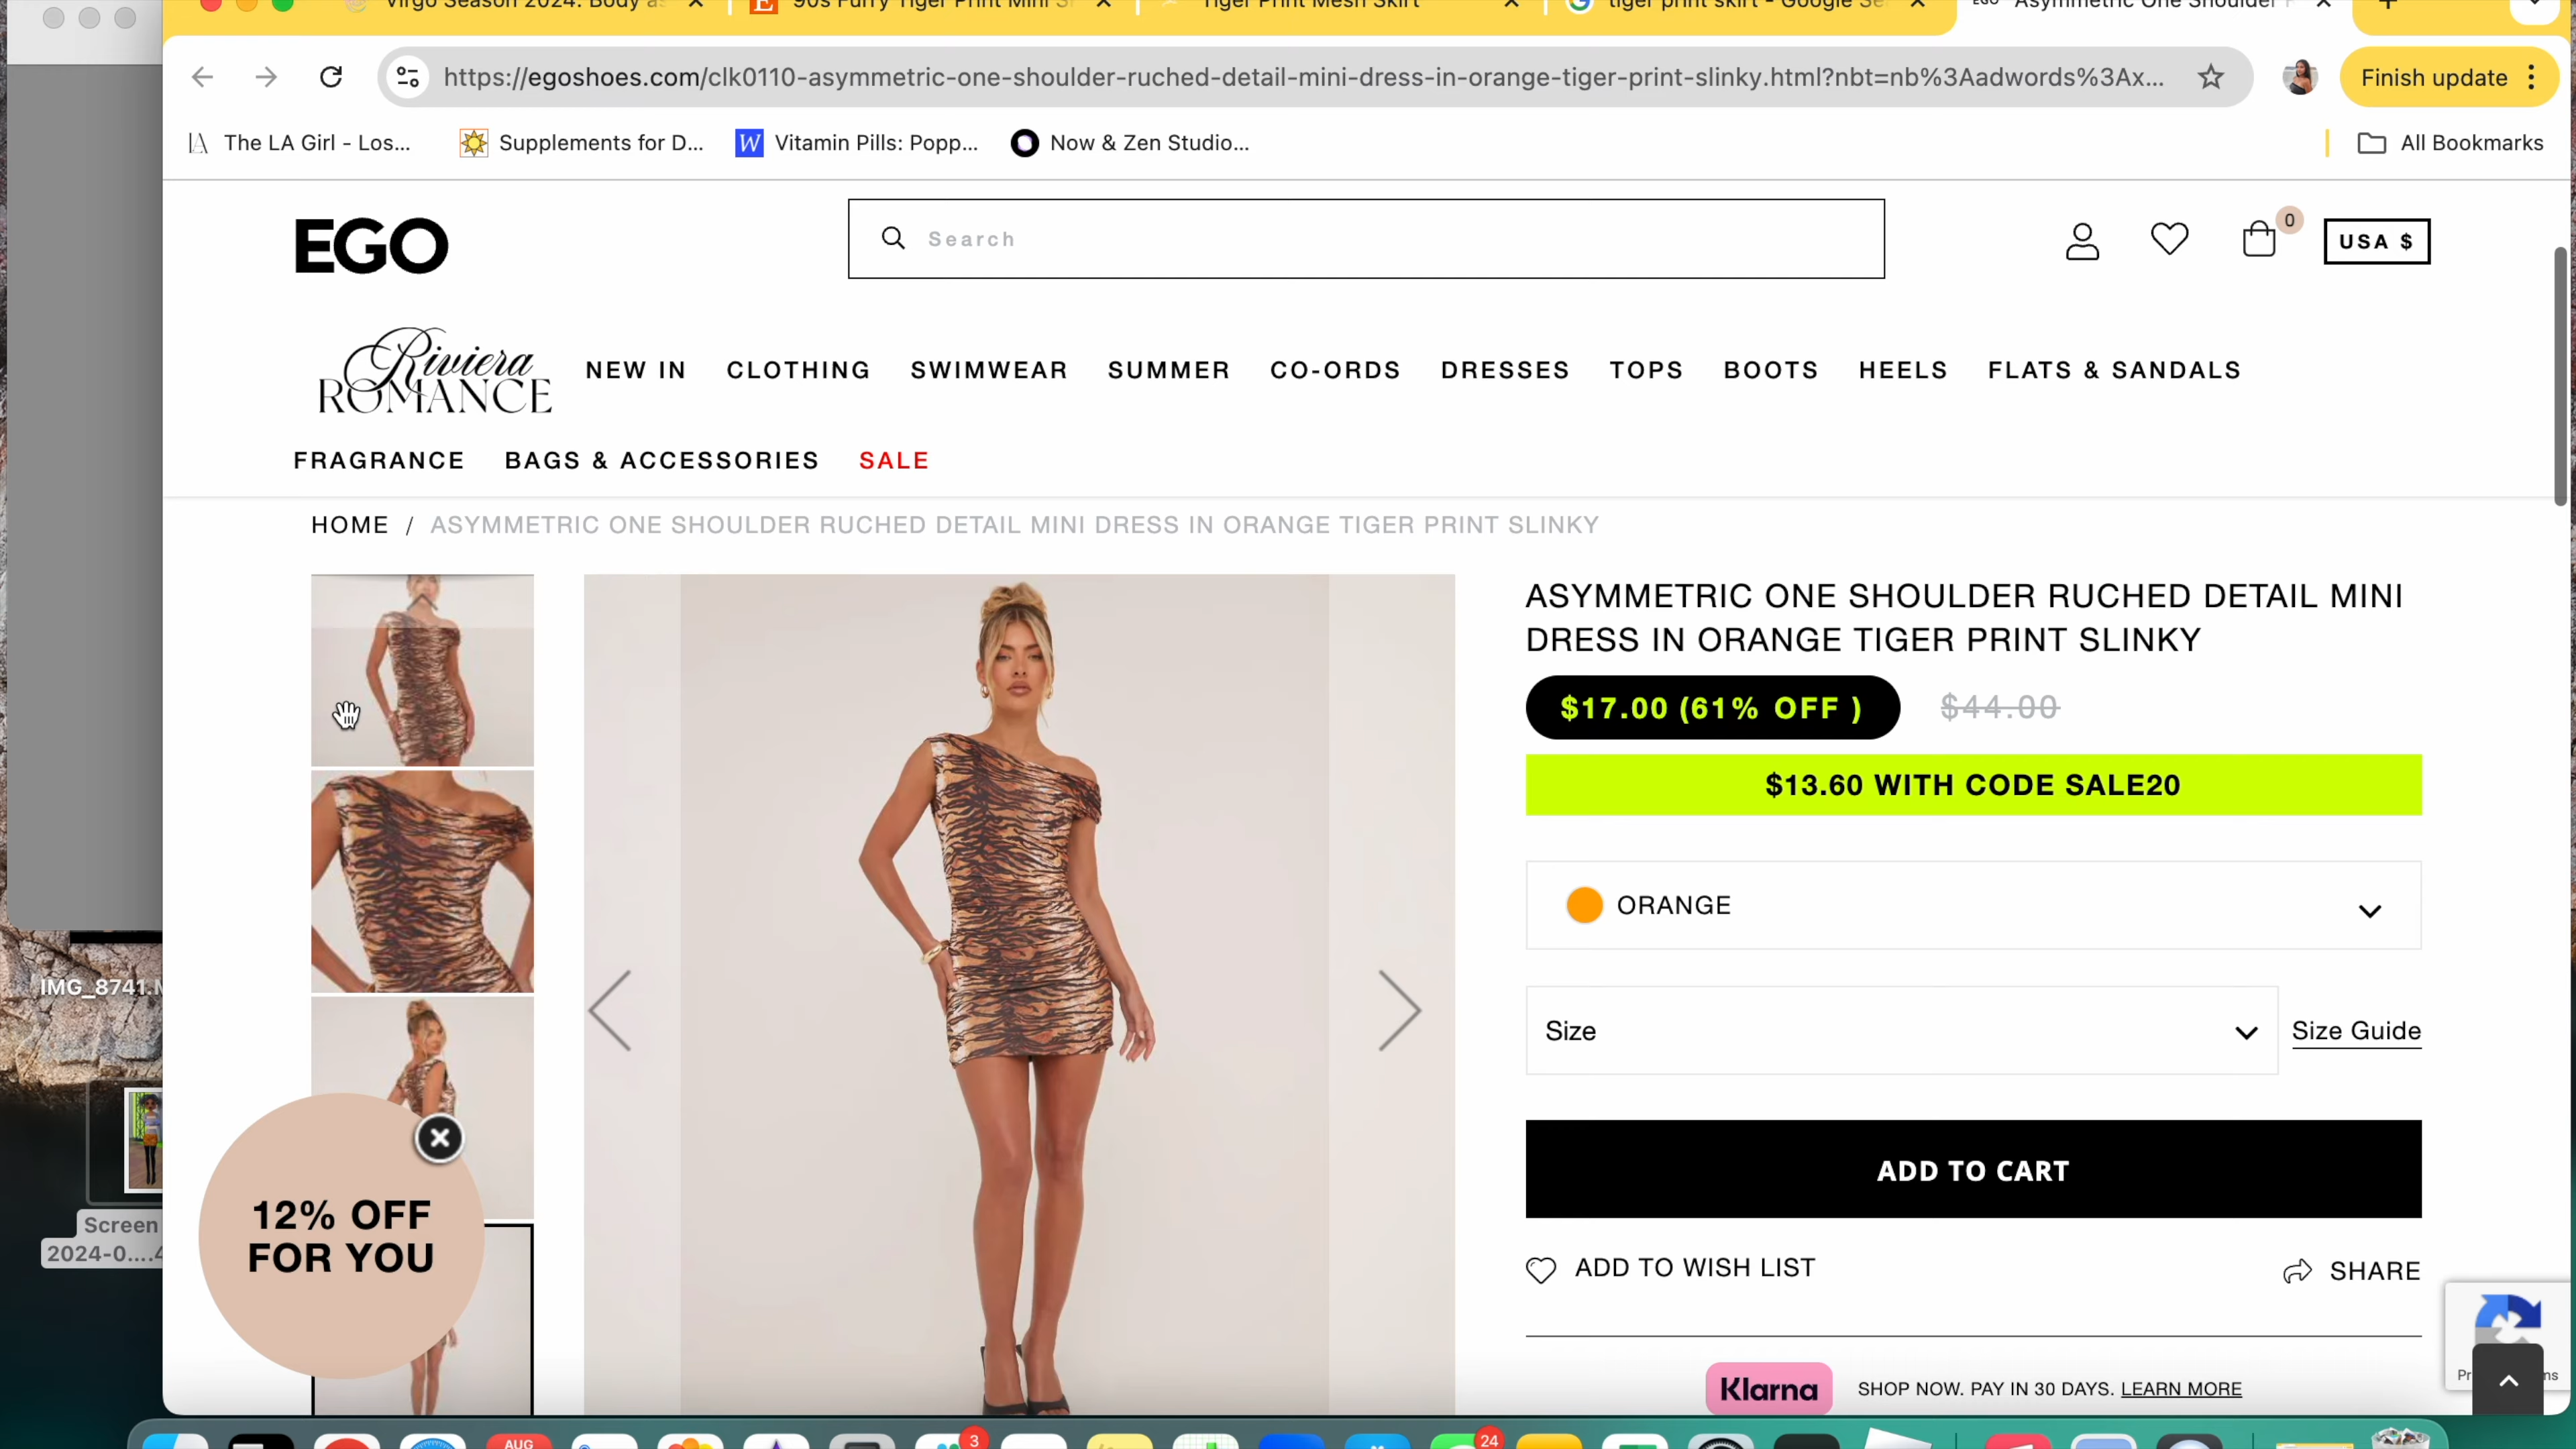 https://egoshoes.com/clk0110-asymmetric-one-shoulder-ruched-detail-mini-dress-in-orange-tiger-print-slinky.html?nbt=nb%3Aadwords%3Ax...
Finish update
The LA Girl - Los...
Supplements for D...
Vitamin Pills: Popp...
Now & Zen Studio...
All Bookmarks
EGO
Search
0
USA $
Riviera
ROMANCE
NEW IN
CLOTHING
SWIMWEAR
SUMMER
CO-ORDS
DRESSES
TOPS
BOOTS
HEELS
FLATS & SANDALS
FRAGRANCE
BAGS & ACCESSORIES
SALE
HOME / ASYMMETRIC ONE SHOULDER RUCHED DETAIL MINI DRESS IN ORANGE TIGER PRINT SLINKY
ASYMMETRIC ONE SHOULDER RUCHED DETAIL MINI
DRESS IN ORANGE TIGER PRINT SLINKY
$17.00 (61% OFF )
$44.00
$13.60 WITH CODE SALE20
ORANGE
Size
Size Guide
ADD TO CART
ADD TO WISH LIST
SHARE
Klarna
SHOP NOW. PAY IN 30 DAYS. LEARN MORE
12% OFF
FOR YOU
IMG_8741.
Screen
2024-0....4
AUG
3
24